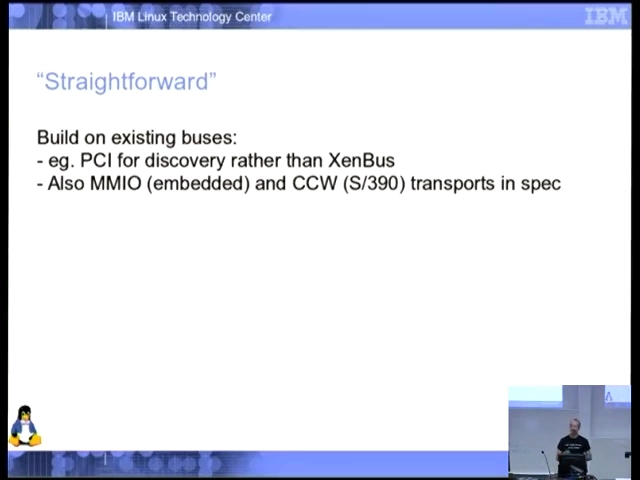 IBM Linux Technology Center
IBM
“Straightforward”
Build on existing buses:
- eg. PCI for discovery rather than XenBus
- Also MMIO (embedded) and CCW (S/390) transports in spec